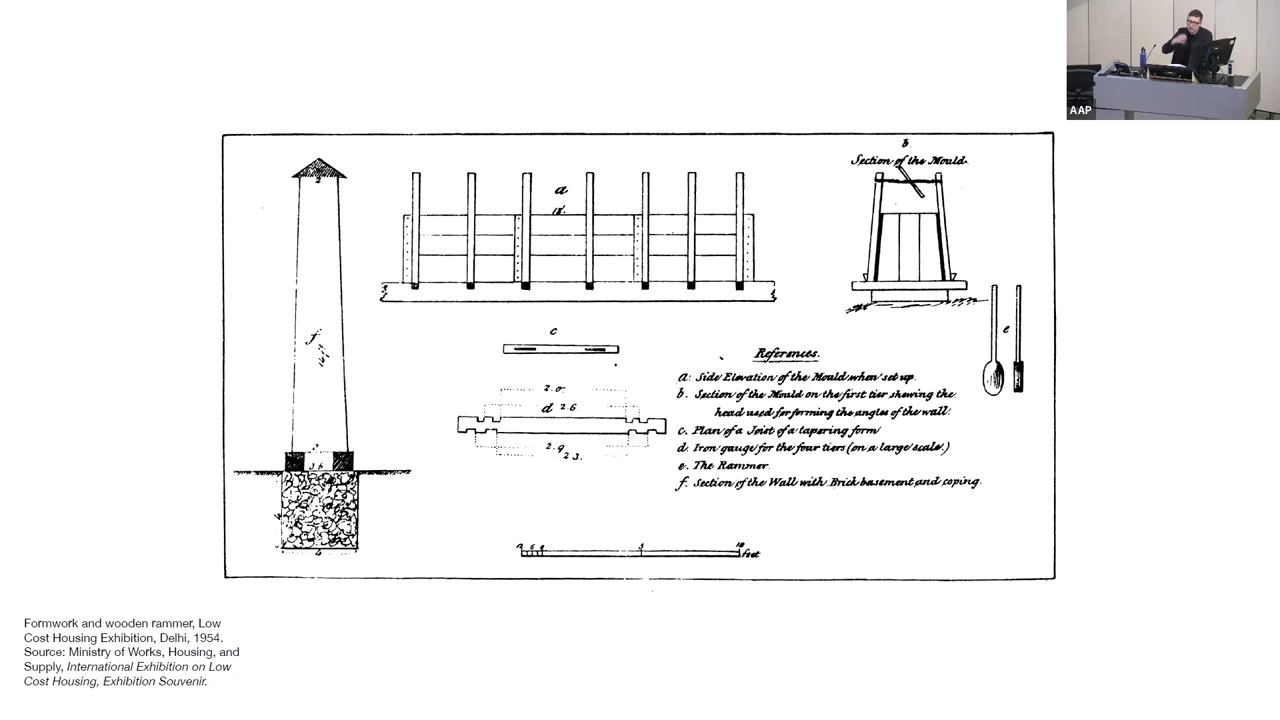 AAP
b.
Section of the Mould.
a
18'.
f
c
e
2.0.
d 2.6
2.9
2.3.
References.
a: Side Elevation of the Mould when set up.
b. Section of the Mould on the first tier shewing the
head used for forming the angles of the wall.
c. Plan of a Joist of a tapering form
d. Iron gauge for the four tiers (on a large scale.)
e. The Rammer.
f. Section of the Wall with Brick basement and coping.
feet
Formwork and wooden rammer, Low
Cost Housing Exhibition, Delhi, 1954.
Source: Ministry of Works, Housing, and
Supply, International Exhibition on Low
Cost Housing, Exhibition Souvenir.